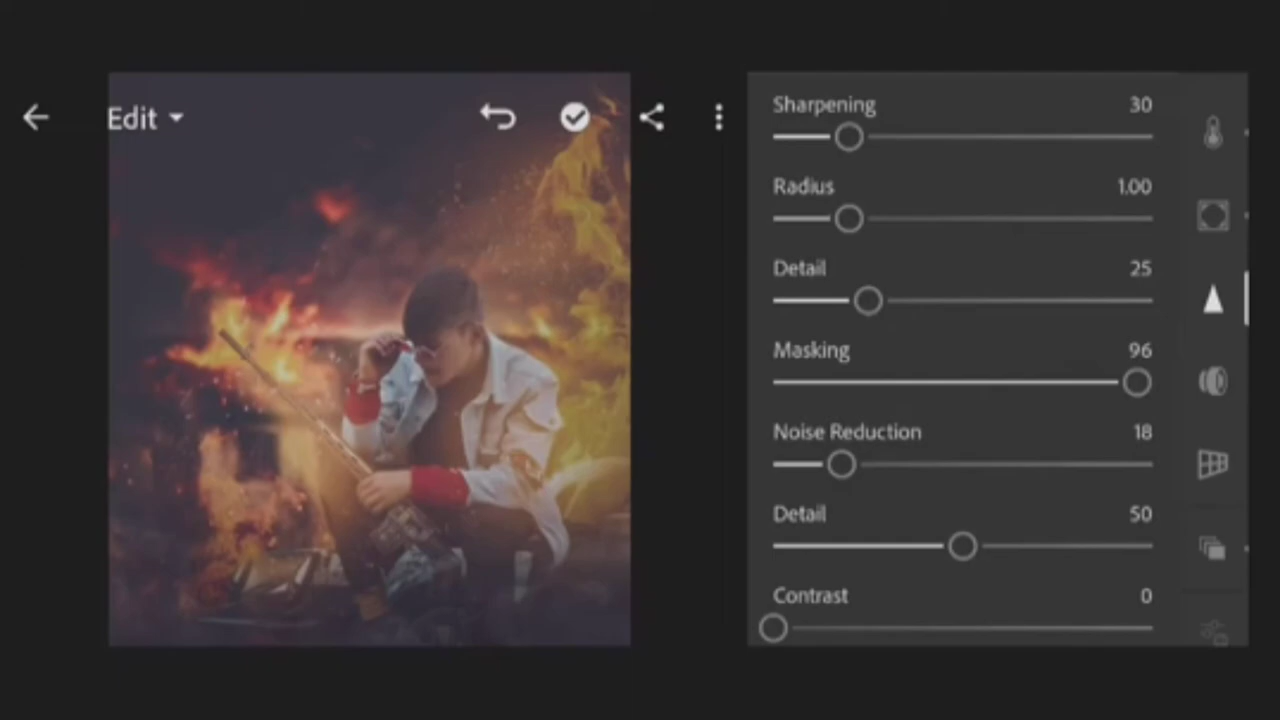 Edit
Sharpening 30
Radius 1.00
Detail 25
Masking 96
Noise Reduction 18
Detail 50
Contrast 0